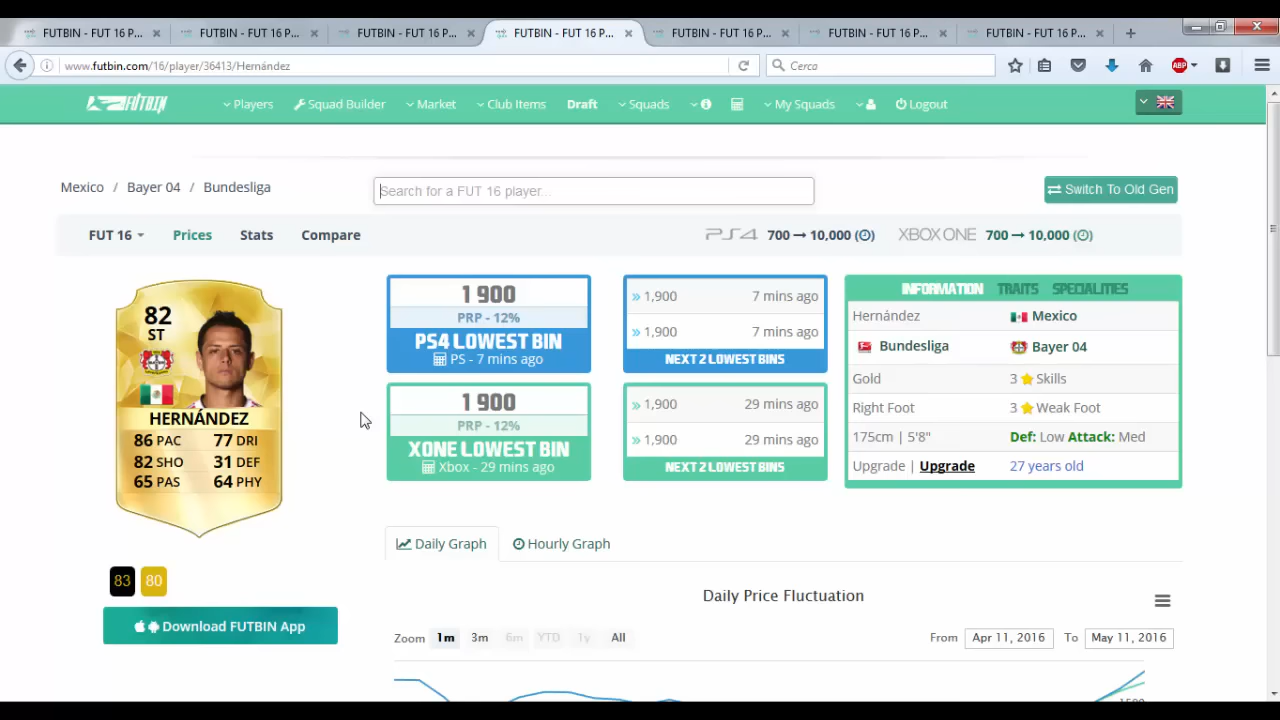 FUTBIN - FUT 16 P... FUTBIN - FUT 16 P... FUTBIN - FUT 16 P... FUTBIN - FUT 16 P... FUTBIN - FUT 16 P... FUTBIN - FUT 16 P... FUTBIN - FUT 16 P...
www.futbin.com/16/player/36413/Hernández Cerca ABP
FUTBIN Players Squad Builder Market Club Items Draft Squads My Squads Logout
Mexico / Bayer 04 / Bundesliga Search for a FUT 16 player... Switch To Old Gen
FUT 16 Prices Stats Compare PS4 700 → 10,000 XBOX ONE 700 → 10,000
82
ST
HERNÁNDEZ
86 PAC 77 DRI
82 SHO 31 DEF
65 PAS 64 PHY
83 80
Download FUTBIN App
1 900
PRP - 12%
PS4 LOWEST BIN
PS - 7 mins ago
» 1,900 7 mins ago
» 1,900 7 mins ago
NEXT 2 LOWEST BINS
1 900
PRP - 12%
XONE LOWEST BIN
Xbox - 29 mins ago
» 1,900 29 mins ago
» 1,900 29 mins ago
NEXT 2 LOWEST BINS
INFORMATION TRAITS SPECIALITIES
Hernández Mexico
Bundesliga Bayer 04
Gold 3 Skills
Right Foot 3 Weak Foot
175cm | 5'8" Def: Low Attack: Med
Upgrade | Upgrade 27 years old
Daily Graph Hourly Graph
Daily Price Fluctuation
Zoom 1m 3m 6m YTD 1y All From Apr 11, 2016 To May 11, 2016